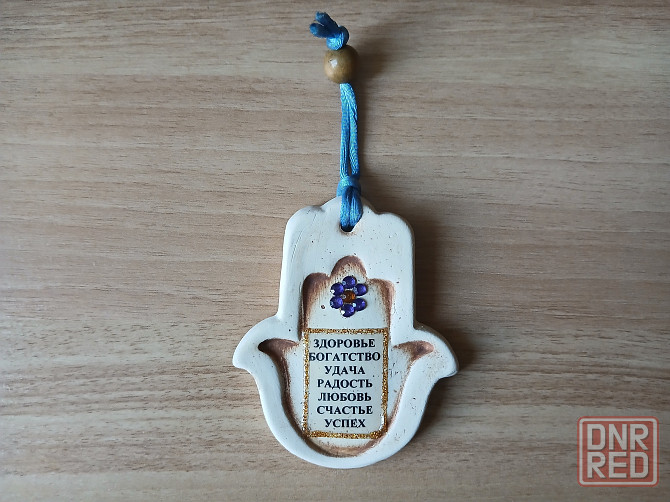 ЗДОРОВЬЕ
БОГАТСТВО
УДАЧА
РАДОСТЬ
ЛЮБОВЬ
СЧАСТЬЕ
УСПЕХ
DNR
RED